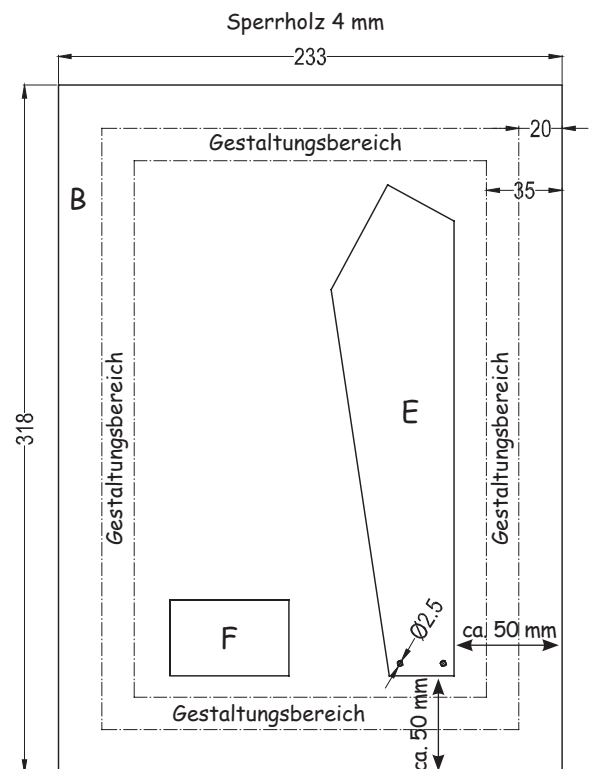 Sperrholz 4 mm
233
20
Gestaltungsbereich
35
B
Gestaltungsbereich
E
Gestaltungsbereich
318
Ø2.5
F
ca. 50 mm
Gestaltungsbereich
ca. 50 mm